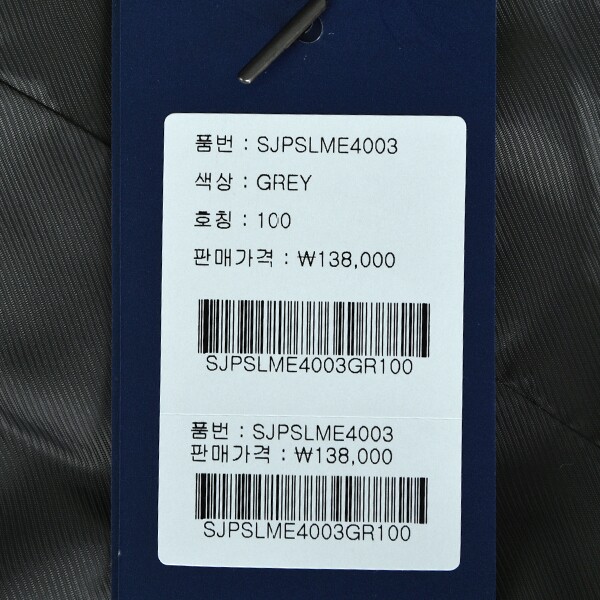 품번 : SJPSLME4003
색상 : GREY
호칭 : 100
판매가격 : ₩138,000
SJPSLME4003GR100
품번 : SJPSLME4003
판매가격 : ₩138,000
SJPSLME4003GR100